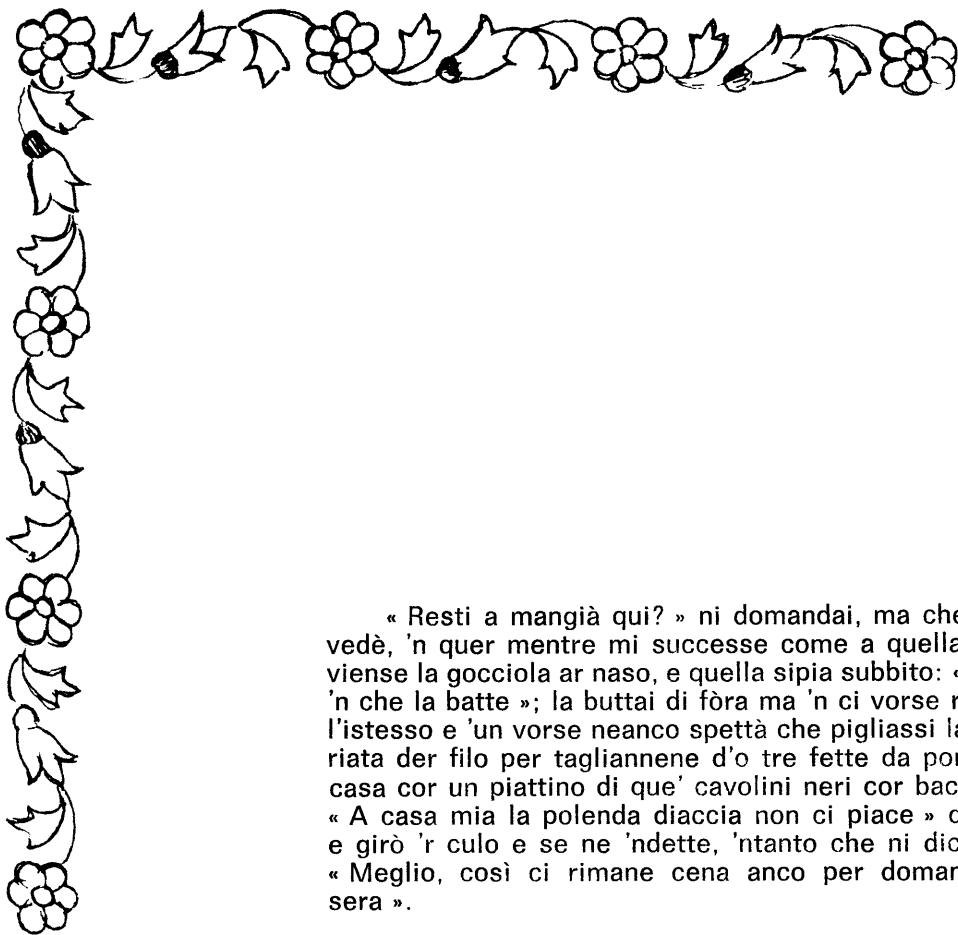 « Resti a mangià qui? » ni domandai, ma che
vedè, 'n quer mentre mi successe come a quella
viense la gocciola ar naso, e quella sipia subbito: «
'n che la batte »; la buttai di fòra ma 'n ci vorse r
l'istesso e 'un vorse neanco spettà che pigliassi la
riata der filo per tagliannene d'o tre fette da por
casa cor un piattino di que' cavolini neri cor bac
« A casa mia la polenda diaccia non ci piace » d
e girò 'r culo e se ne 'ndette, 'ntanto che ni dic
« Meglio, così ci rimane cena anco per domar
sera ».